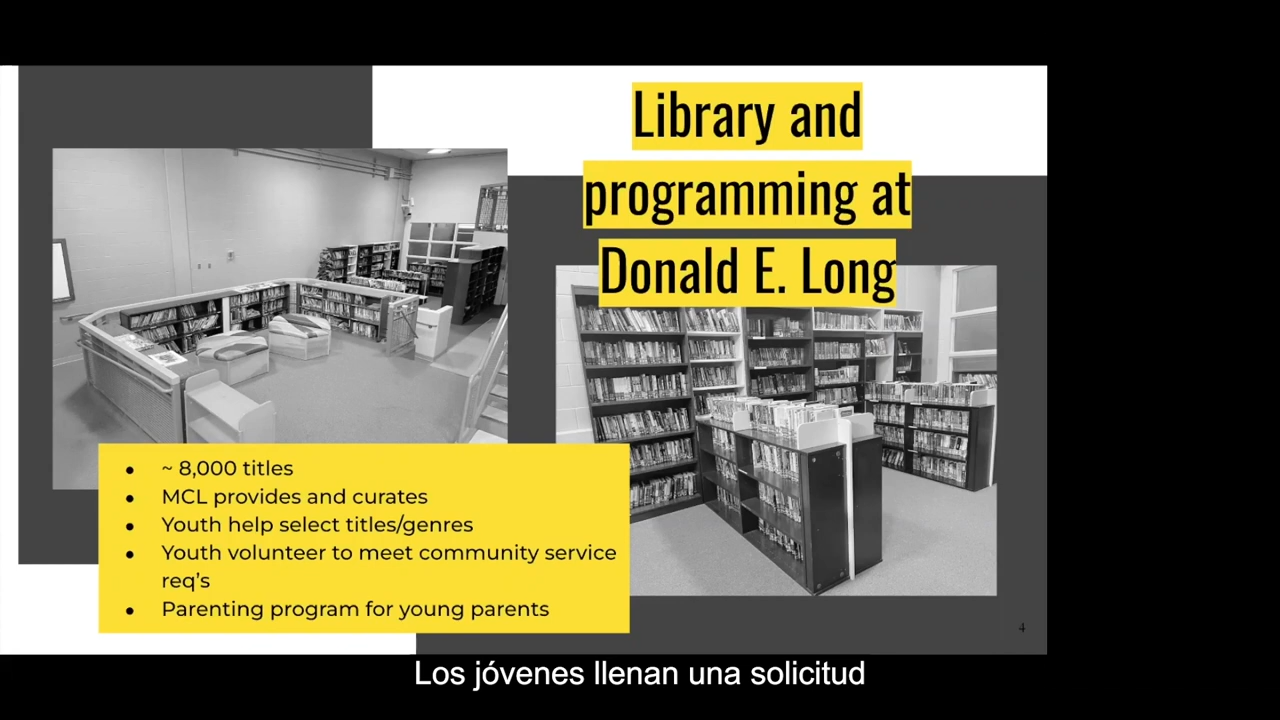 Library and
programming at
Donald E. Long
● ~ 8,000 titles
● MCL provides and curates
● Youth help select titles/genres
● Youth volunteer to meet community service
req's
● Parenting program for young parents
4
Los jóvenes llenan una solicitud